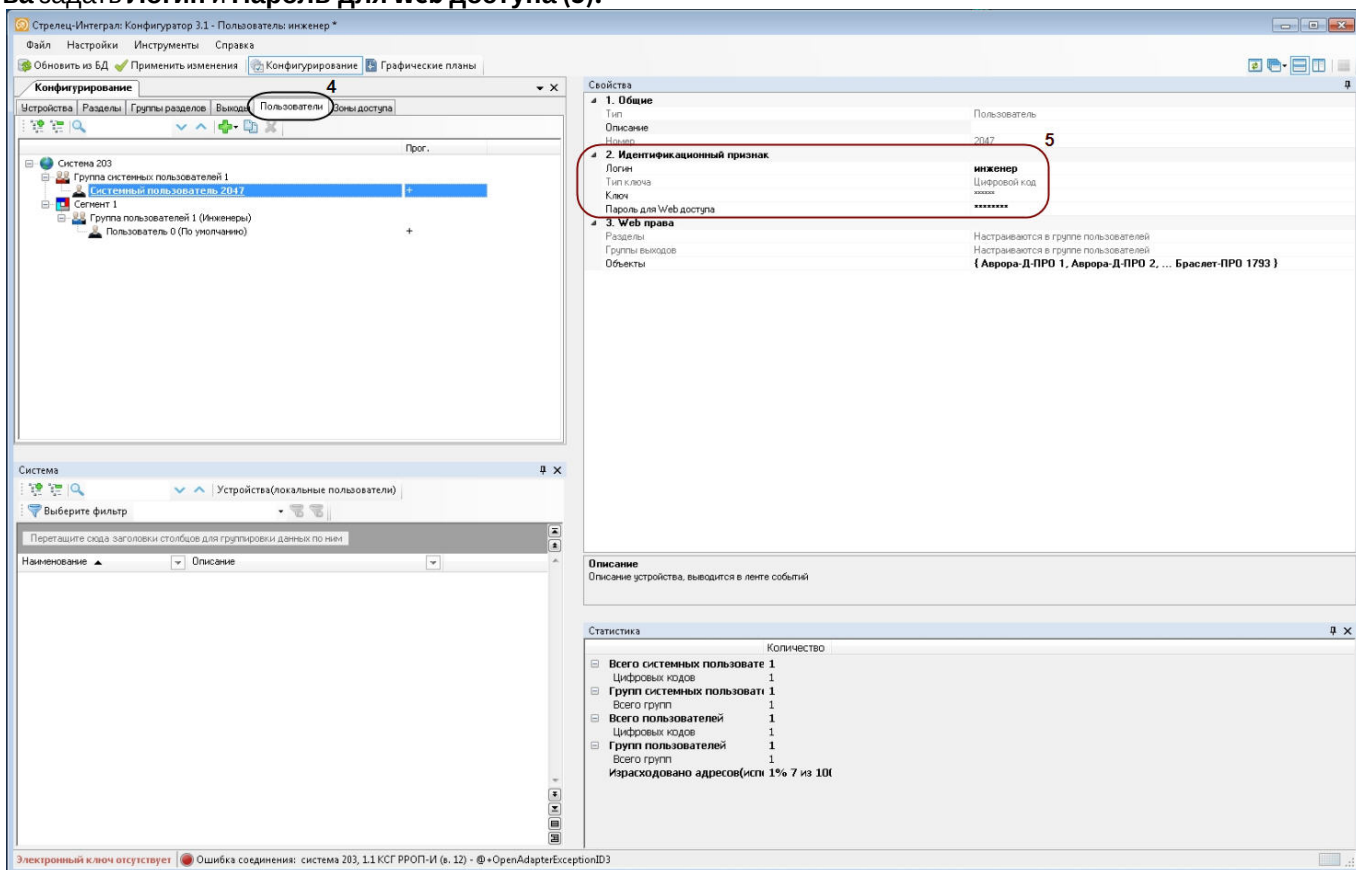 ва задать Логин и Пароль для web доступа (5).
Стрелец-Интеграл: Конфигуратор 3.1 - Пользователь: инженер *
Файл Настройки Инструменты Справка
Обновить из БД Применить изменения Конфигурирование Графические планы
Конфигурирование
4
Устройства Разделы Группы разделов Выходы Пользователи Зоны доступа
Прог.
Система 203
Группа системных пользователей 1
Системный пользователь 2047 +
Сегмент 1
Группа пользователей 1 (Инженеры)
Пользователь 0 (По умолчанию) +
Свойства
1. Общие
Тип Пользователь
Описание
Номер 2047
5
2. Идентификационный признак
Логин инженер
Тип ключа Цифровой код
Ключ ******
Пароль для Web доступа ********
3. Web права
Разделы Настраиваются в группе пользователей
Группы выходов Настраиваются в группе пользователей
Объекты { Аврора-Д-ПРО 1, Аврора-Д-ПРО 2, ... Браслет-ПРО 1793 }
Система
Устройства(локальные пользователи)
Выберите фильтр
Перетащите сюда заголовки столбцов для группировки данных по ним
Наименование Описание
Описание
Описание устройства, выводится в ленте событий
Статистика
Количество
Всего системных пользовате 1
Цифровых кодов 1
Групп системных пользовате 1
Всего групп 1
Всего пользователей 1
Цифровых кодов 1
Групп пользователей 1
Всего групп 1
Израсходовано адресов(исп 1% 7 из 10
Электронный ключ отсутствует Ошибка соединения: система 203, 1.1 КСГ РРОП-И (в. 12) - @+OpenAdapterExceptionID3